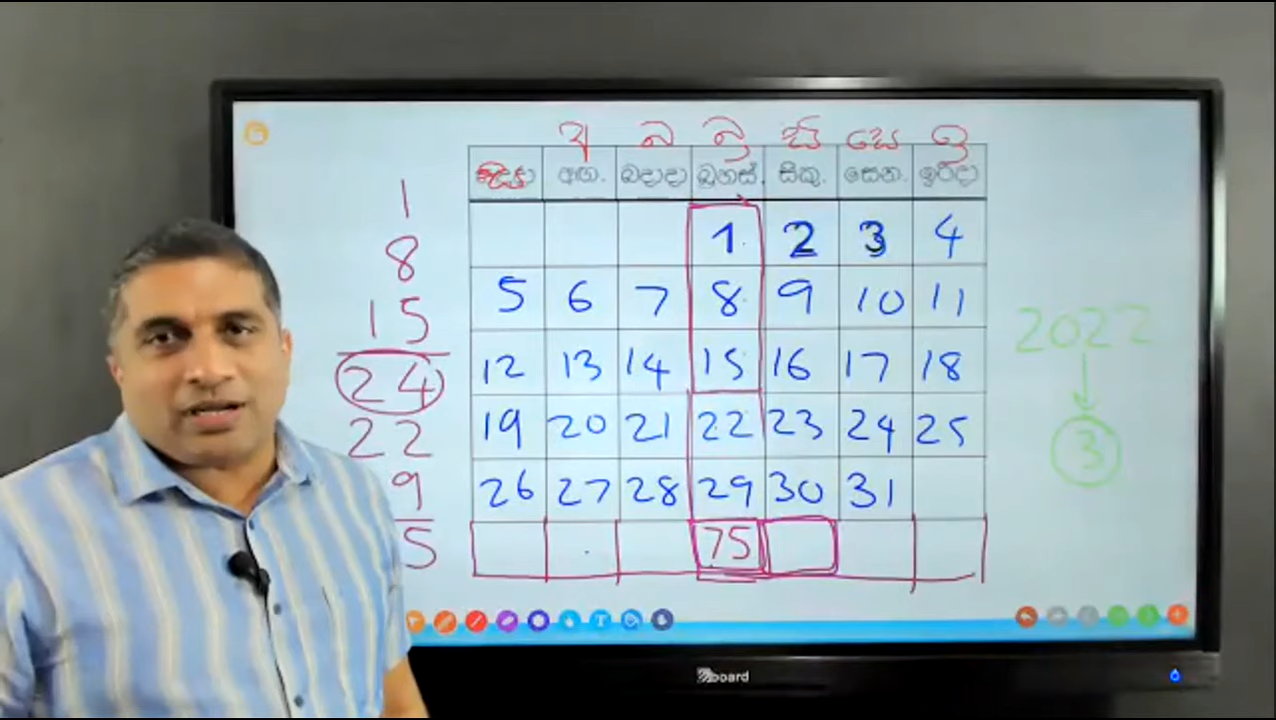 අ බ බ්‍ර සි සෙ ඉ
අඟ. බදාදා බ්‍රහස්. සිකු. සෙන. ඉරිදා
1
8
15
24
22
9
5
1 2 3 4
5 6 7 8 9 10 11
12 13 14 15 16 17 18
19 20 21 22 23 24 25
26 27 28 29 30 31
75
2022
3
board